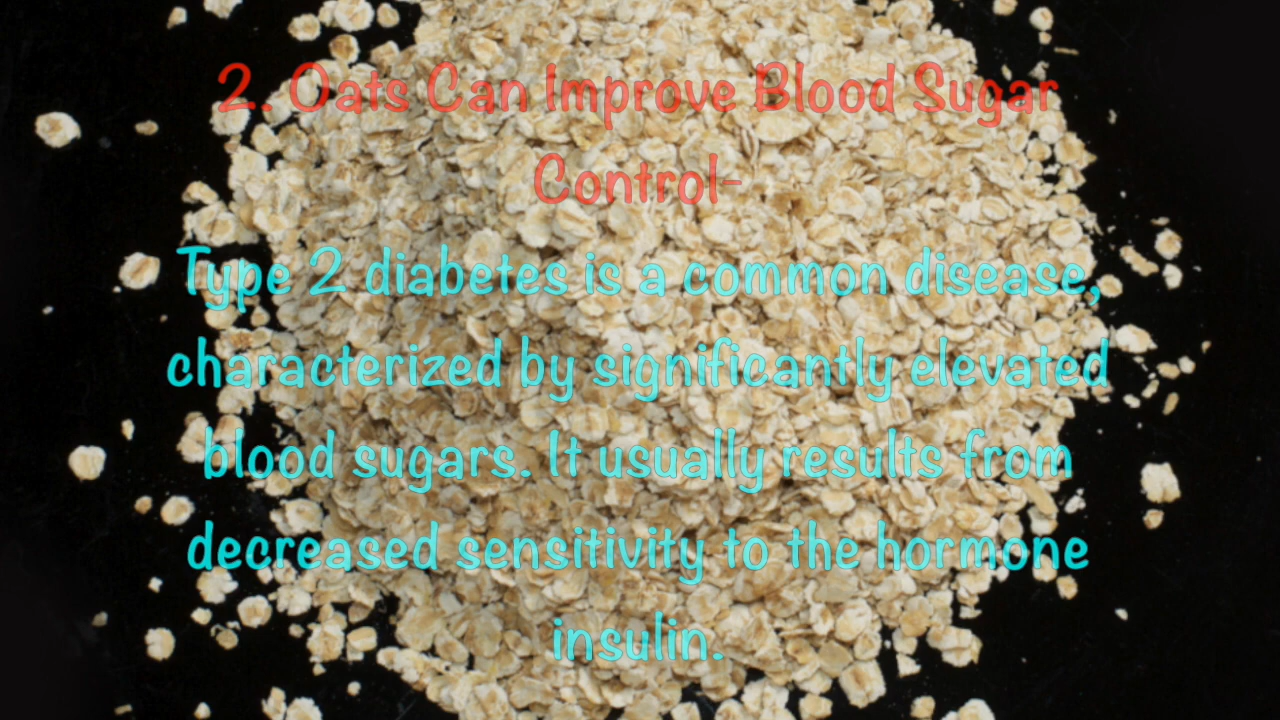 2. Oats Can Improve Blood Sugar
Control-
Type 2 diabetes is a common disease,
characterized by significantly elevated
blood sugars. It usually results from
decreased sensitivity to the hormone
insulin.